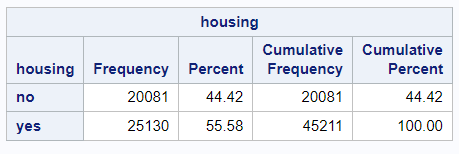 housing
Cumulative Cumulative
housing Frequency Percent Frequency Percent
no 20081 44.42 20081 44.42
yes 25130 55.58 45211 100.00